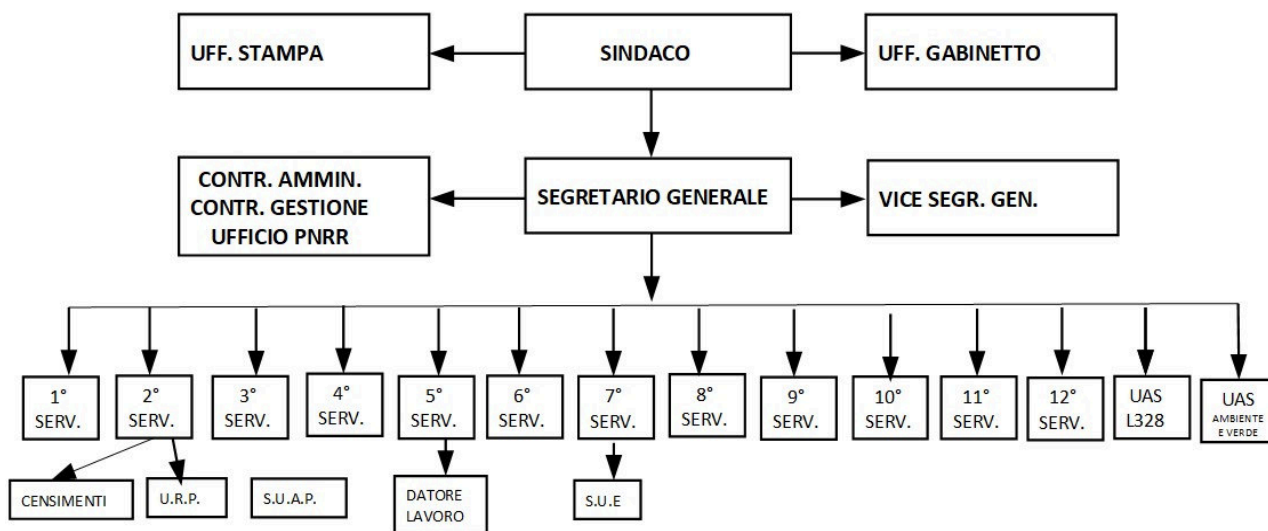 UFF. STAMPA
SINDACO
UFF. GABINETTO
CONTR. AMMIN.
CONTR. GESTIONE
UFFICIO PNRR
SEGRETARIO GENERALE
VICE SEGR. GEN.
1°
SERV.
2°
SERV.
3°
SERV.
4°
SERV.
5°
SERV.
6°
SERV.
7°
SERV.
8°
SERV.
9°
SERV.
10°
SERV.
11°
SERV.
12°
SERV.
UAS
L328
UAS
AMBIENTE
E VERDE
CENSIMENTI
U.R.P.
S.U.A.P.
DATORE
LAVORO
S.U.E